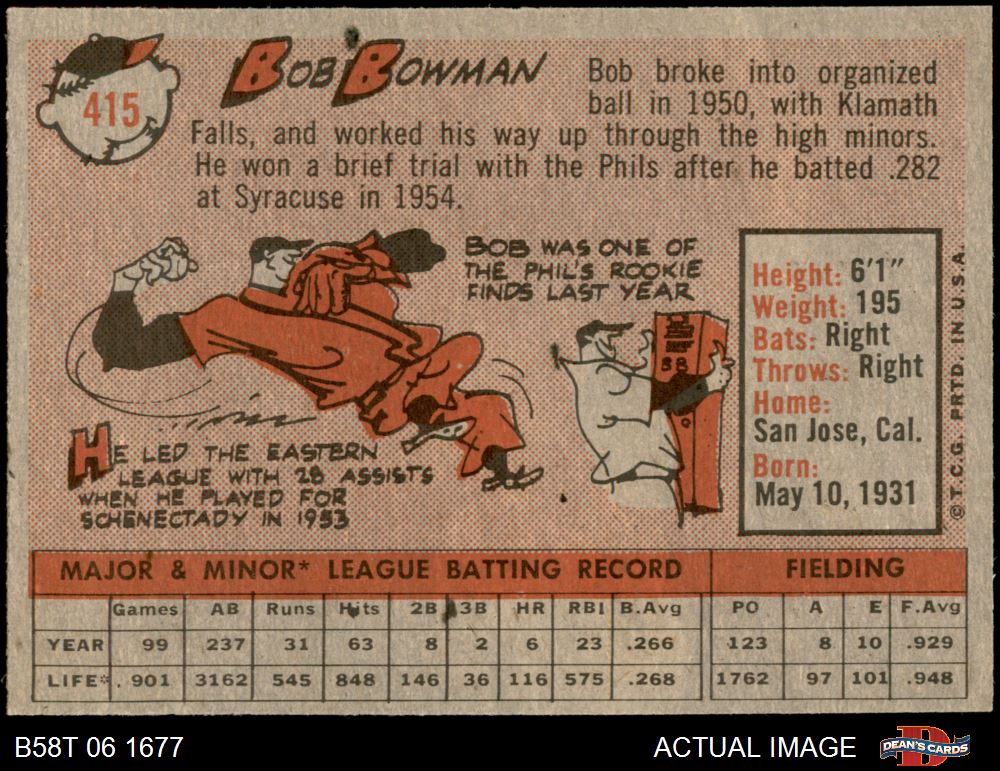 415
BOB BOWMAN
Bob broke into organized
ball in 1950, with Klamath
Falls, and worked his way up through the high minors.
He won a brief trial with the Phils after he batted .282
at Syracuse in 1954.
BOB WAS ONE OF
THE PHIL'S ROOKIE
FINDS LAST YEAR
58
HE LED THE EASTERN
LEAGUE WITH 28 ASSISTS
WHEN HE PLAYED FOR
SCHENECTADY IN 1953
Height: 6'1"
Weight: 195
Bats: Right
Throws: Right
Home:
San Jose, Cal.
Born:
May 10, 1931
© T.C.G. PRTD. IN U.S.A.
MAJOR & MINOR* LEAGUE BATTING RECORD FIELDING
Games AB Runs Hits 2B 3B HR RBI B.Avg PO A E F.Avg
YEAR 99 237 31 63 8 2 6 23 .266 123 8 10 .929
LIFE* 901 3162 545 848 146 36 116 575 .268 1762 97 101 .948
B58T 06 1677 ACTUAL IMAGE DEAN'S CARDS